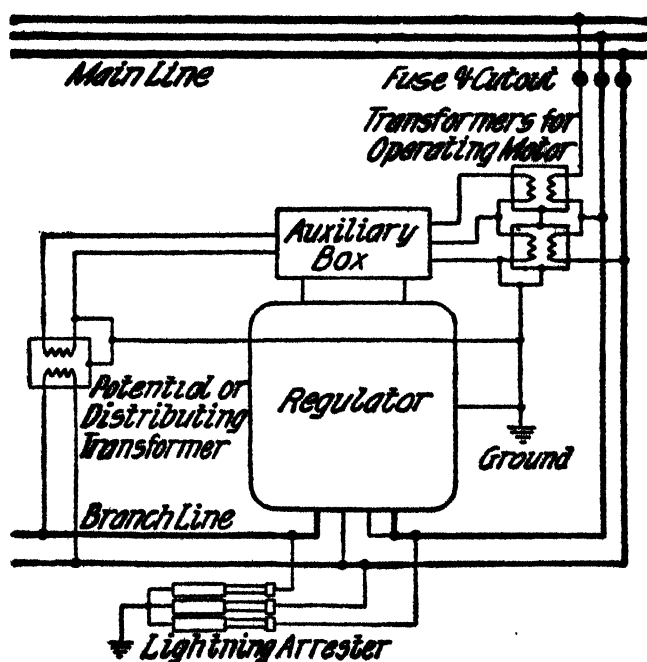 Main Line
Fuse & Cutout
Transformers for
Operating Motor
Auxiliary
Box
Potential or
Distributing
Transformer
Regulator
Ground
Branch Line
Lightning Arrester